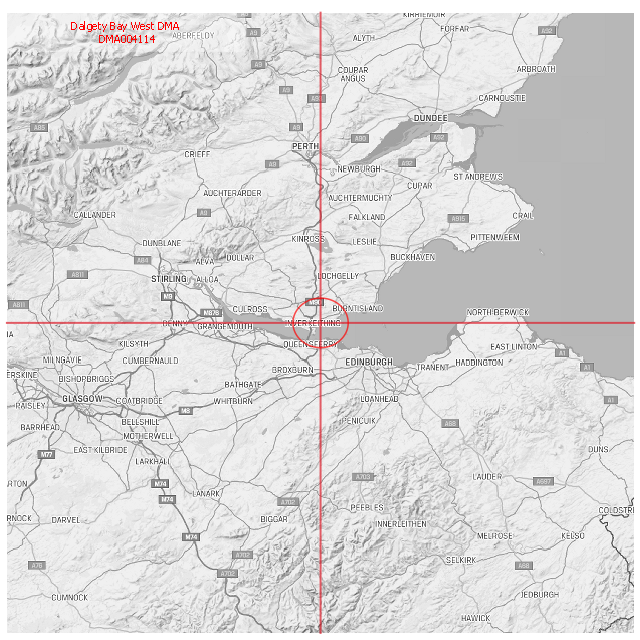 Dalgety Bay West DMA
DMA004114
KIRRIEMUIR
ABERFELDY
A9
FORFAR
A92
ALYTH
A9
ARBROATH
COUPAR
ANGUS
A9
CARNOUSTIE
A93
DUNDEE
A85
A9
A90
A92
PERTH
CRIEFF
A9
A92
NEWBURGH
ST ANDREWS
CUPAR
AUCHTERARDER
AUCHTERMUCHTY
CALLANDER
A9
FALKLAND
A915
CRAIL
DUNBLANE
KINROSS
LESLIE
PITTENWEEM
DOLLAR
BUCKHAVEN
A84
ALVA
A811
STIRLING
ALLOA
LOCHGELLY
M9
A811
M90
CULROSS
BURNTISLAND
M876
NORTH BERWICK
DENNY
GRANGEMOUTH
INVERKEITHING
KILSYTH
QUEENSFERRY
EAST LINTON
A1
MILNGAVIE
CUMBERNAULD
EDINBURGH
HADDINGTON
A1
ERSKINE
BISHOPBRIGGS
BROXBURN
TRANENT
BATHGATE
GLASGOW
COATBRIDGE
WHITBURN
LOANHEAD
A1
PAISLEY
M8
BARRHEAD
BELLSHILL
PENICUIK
A68
MOTHERWELL
EAST KILBRIDE
DUNS
M77
LARKHALL
A703
LAUDER
A697
M74
LANARK
M74
A702
PEEBLES
COLDSTR
RNOCK
DARVEL
BIGGAR
INNERLEITHEN
M74
MELROSE
KELSO
A702
SELKIRK
A76
A68
A702
CUMNOCK
JEDBURGH
HAWICK